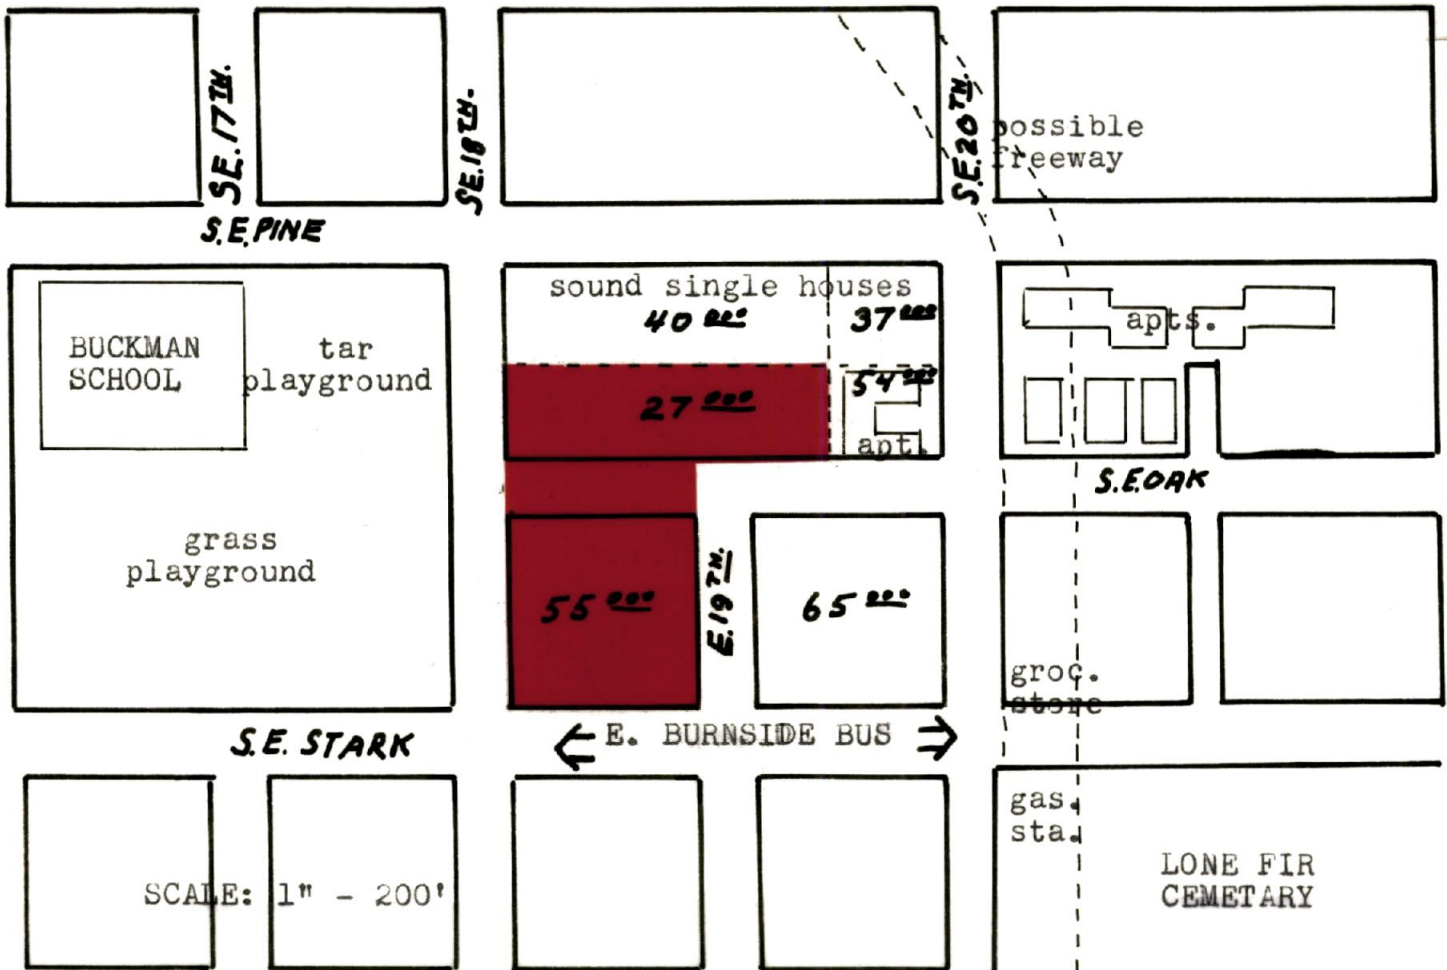 SE. 17TH.
SE. 18TH.
S.E. 20TH.
possible
freeway
S.E. PINE
sound single houses
40 000
37 000
BUCKMAN
SCHOOL
tar
playground
27 000
54 000
apt.
apts.
S.E. OAK
grass
playground
55 000
E. 19TH.
65 000
groc.
store
S.E. STARK
E. BURNSIDE BUS
gas.
sta.
LONE FIR
CEMETARY
SCALE: 1" - 200'